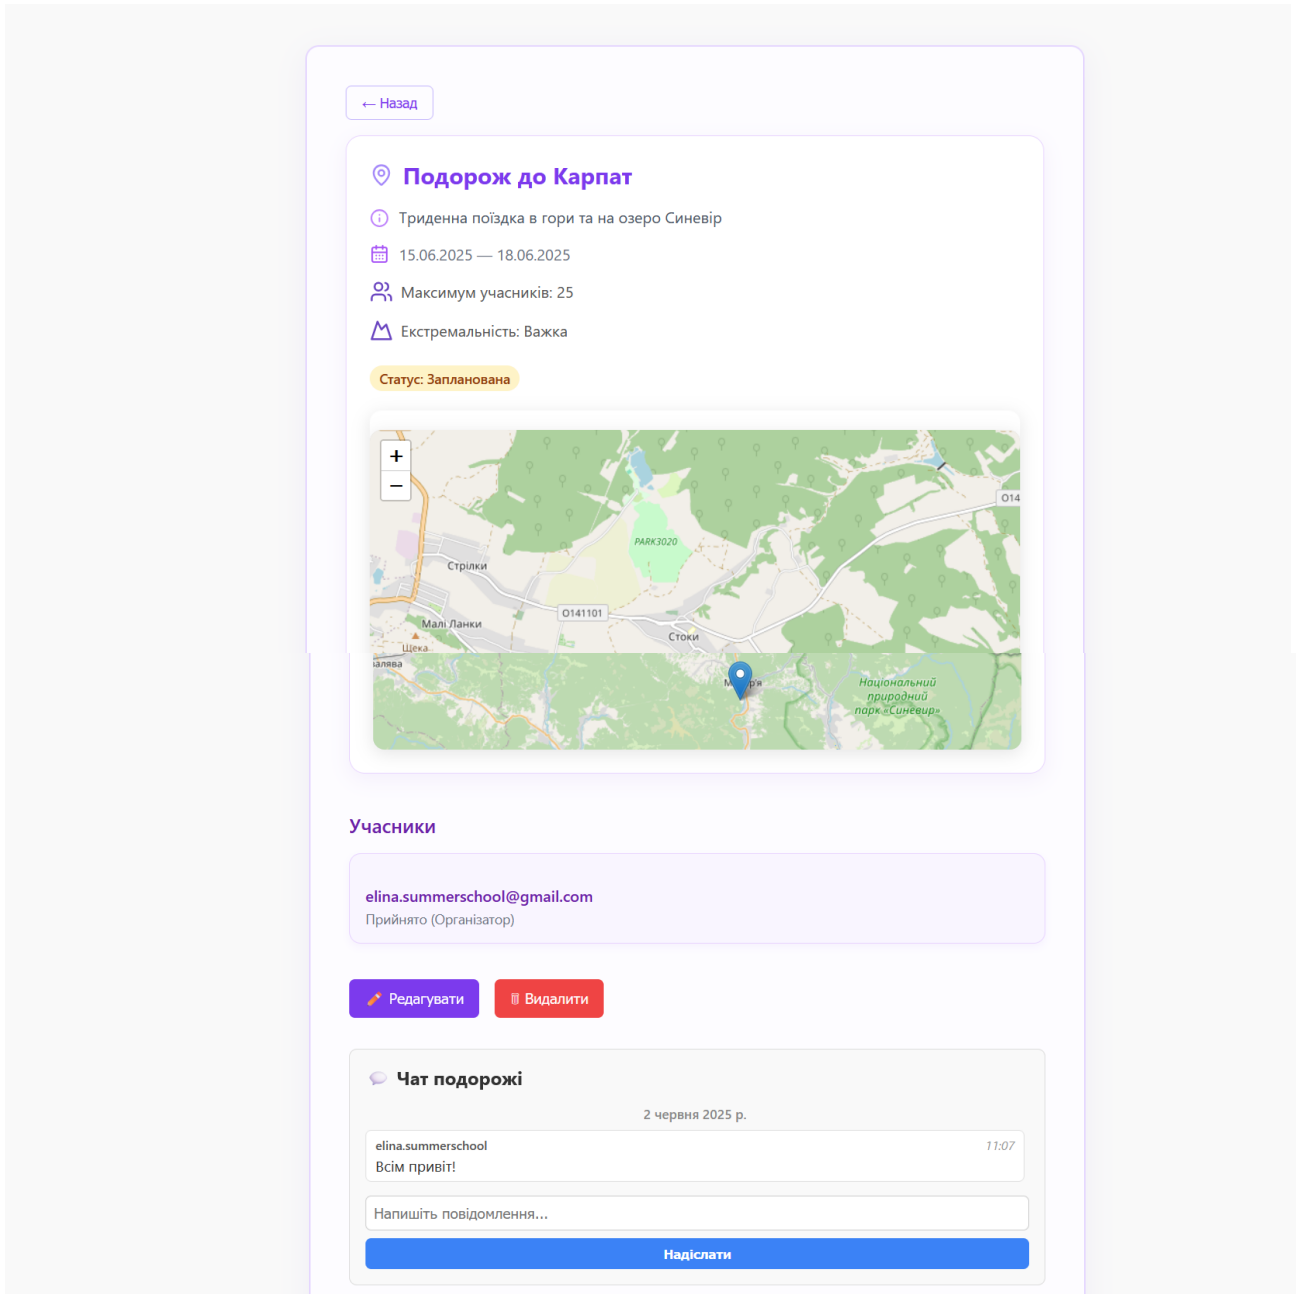 ← Назад
Подорож до Карпат
Триденна поїздка в гори та на озеро Синевір
15.06.2025 — 18.06.2025
Максимум учасників: 25
Екстремальність: Важка
Статус: Запланована
+
−
О14
PARK3020
Стрілки
О141101
Малі Ланки
Стоки
Щека
алява
Національний
природний
парк «Синевир»
Учасники
elina.summerschool@gmail.com
Прийнято (Організатор)
Редагувати
Видалити
Чат подорожі
2 червня 2025 р.
elina.summerschool 11:07
Всім привіт!
Напишіть повідомлення...
Надіслати